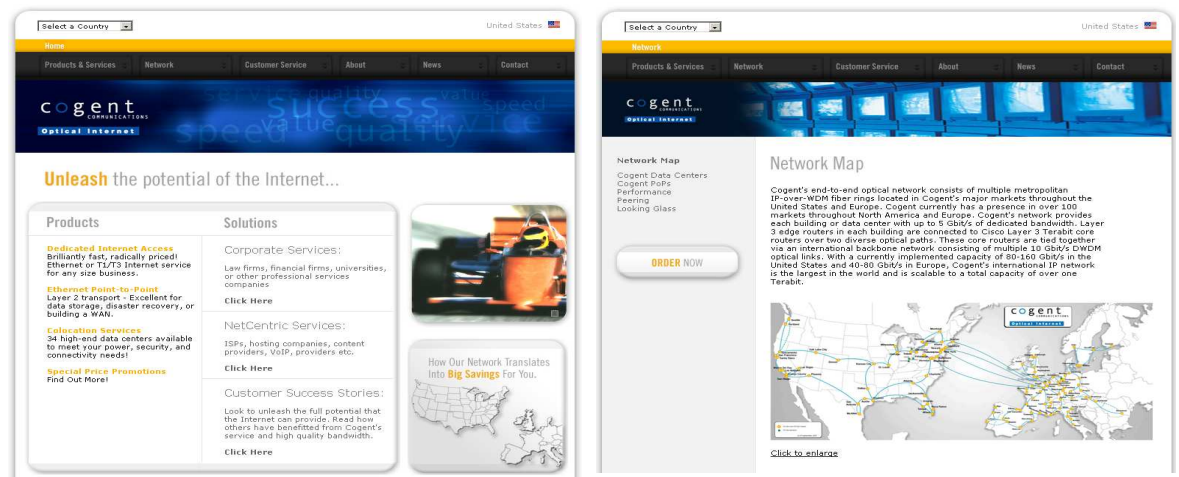 Select a Country
United States
Home
Products & Services
Network
Customer Service
About
News
Contact
cogent
COMMUNICATIONS
Optical Internet
service
quality
success
value
speed
speed
value
quality
service
Unleash the potential of the Internet...
Products
Dedicated Internet Access
Brilliantly fast, radically priced!
Ethernet or T1/T3 Internet service
for any size business.
Ethernet Point-to-Point
Layer 2 transport - Excellent for
data storage, disaster recovery, or
building a WAN.
Colocation Services
34 high-end data centers available
to meet your power, security, and
connectivity needs!
Special Price Promotions
Find Out More!
Solutions
Corporate Services:
Law firms, financial firms, universities,
or other professional services
companies
Click Here
NetCentric Services:
ISPs, hosting companies, content
providers, VoIP, providers etc.
Click Here
Customer Success Stories:
Look to unleash the full potential that
the Internet can provide. Read how
others have benefitted from Cogent's
service and high quality bandwidth.
Click Here
How Our Network Translates
Into Big Savings For You.
Select a Country
United States
Network
Products & Services
Network
Customer Service
About
News
Contact
cogent
COMMUNICATIONS
Optical Internet
Network Map
Cogent Data Centers
Cogent PoPs
Performance
Peering
Looking Glass
ORDER NOW
Network Map
Cogent's end-to-end optical network consists of multiple metropolitan
IP-over-WDM fiber rings located in Cogent's major markets throughout the
United States and Europe. Cogent currently has a presence in over 100
markets throughout North America and Europe. Cogent's network provides
each building or data center with up to 5 Gbit/s of dedicated bandwidth. Layer
3 edge routers in each building are connected to Cisco Layer 3 Terabit core
routers over two diverse optical paths. These core routers are tied together
via an international backbone network consisting of multiple 10 Gbit/s DWDM
optical links. With a currently implemented capacity of 80-160 Gbit/s in the
United States and 40-80 Gbit/s in Europe, Cogent's international IP network
is the largest in the world and is scalable to a total capacity of over one
Terabit.
cogent
COMMUNICATIONS
Optical Internet
Click to enlarge